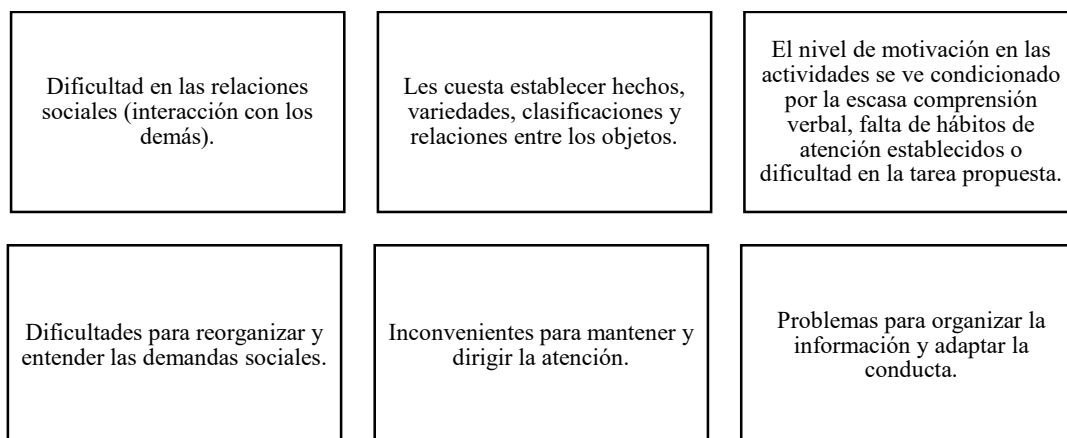 Dificultad en las relaciones
sociales (interacción con los
demás).
Les cuesta establecer hechos,
variedades, clasificaciones y
relaciones entre los objetos.
El nivel de motivación en las
actividades se ve condicionado
por la escasa comprensión
verbal, falta de hábitos de
atención establecidos o
dificultad en la tarea propuesta.
Dificultades para reorganizar y
entender las demandas sociales.
Inconvenientes para mantener y
dirigir la atención.
Problemas para organizar la
información y adaptar la
conducta.